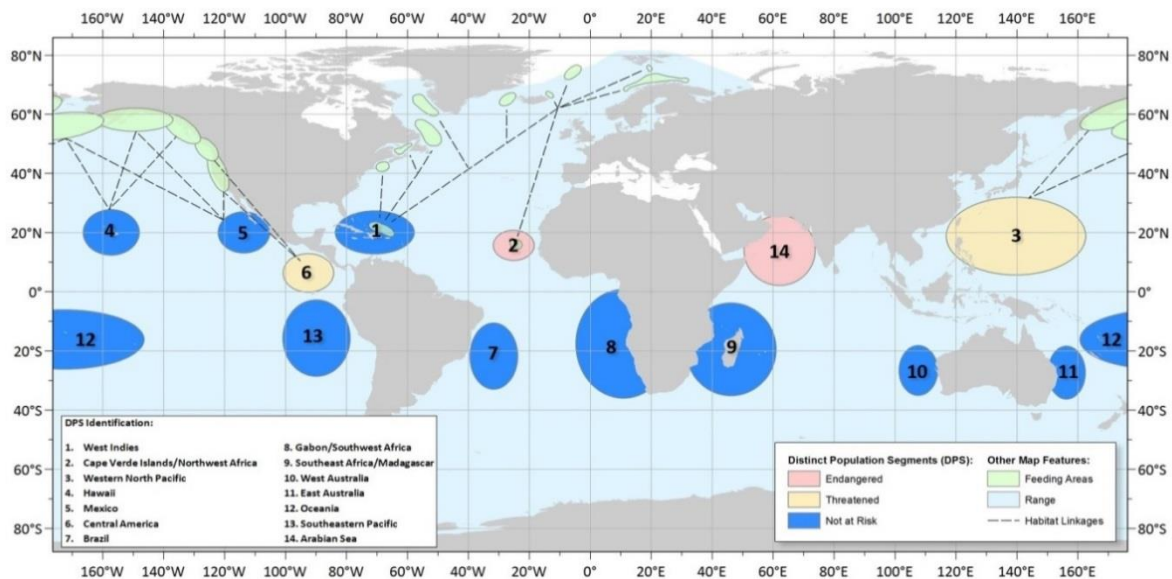 160°W 140°W 120°W 100°W 80°W 60°W 40°W 20°W 0° 20°E 40°E 60°E 80°E 100°E 120°E 140°E 160°E
80°N 80°N
60°N 60°N
40°N 40°N
4 5 1 2 14 3
20°N 20°N
6
0° 0°
12 13 7 8 9 10 11 12
20°S 20°S
40°S 40°S
60°S 60°S
80°S 80°S
DPS Identification:
1. West Indies
2. Cape Verde Islands/Northwest Africa
3. Western North Pacific
4. Hawaii
5. Mexico
6. Central America
7. Brazil
8. Gabon/Southwest Africa
9. Southeast Africa/Madagascar
10. West Australia
11. East Australia
12. Oceania
13. Southeastern Pacific
14. Arabian Sea
Distinct Population Segments (DPS):
Endangered
Threatened
Not at Risk
Other Map Features:
Feeding Areas
Range
Habitat Linkages
160°W 140°W 120°W 100°W 80°W 60°W 40°W 20°W 0° 20°E 40°E 60°E 80°E 100°E 120°E 140°E 160°E